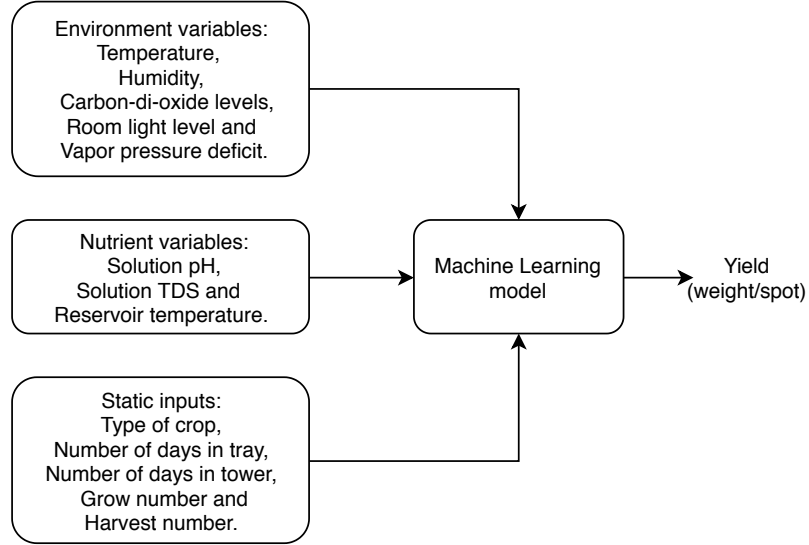 Environment variables:
Temperature,
Humidity,
Carbon-di-oxide levels,
Room light level and
Vapor pressure deficit.
Nutrient variables:
Solution pH,
Solution TDS and
Reservoir temperature.
Static inputs:
Type of crop,
Number of days in tray,
Number of days in tower,
Grow number and
Harvest number.
Machine Learning
model
Yield
(weight/spot)